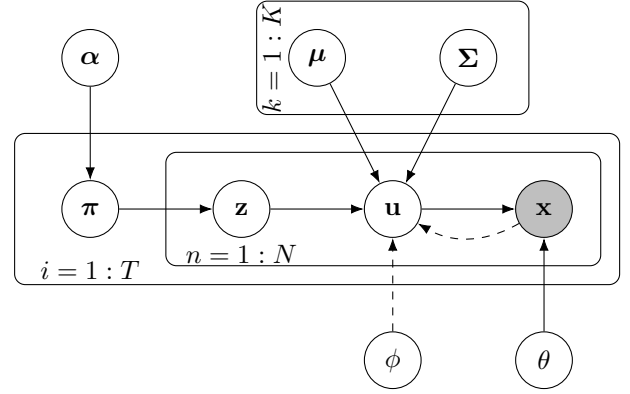 α
μ
Σ
k = 1 : K
π
z
u
x
n = 1 : N
i = 1 : T
ϕ
θ